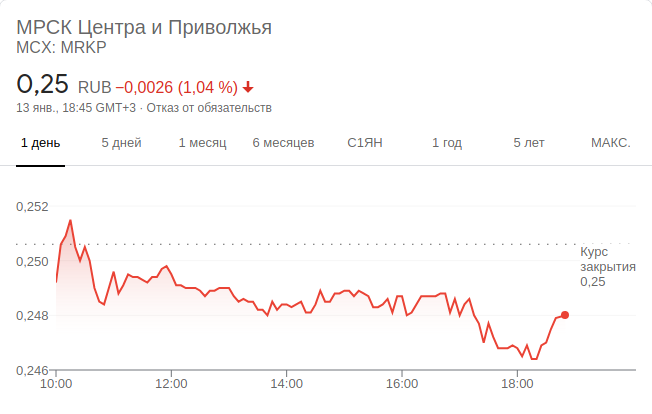 МРСК Центра и Приволжья
MCX: MRKP
0,25 RUB −0,0026 (1,04 %)
13 янв., 18:45 GMT+3 · Отказ от обязательств
1 день 5 дней 1 месяц 6 месяцев С1ЯН 1 год 5 лет МАКС.
0,252
0,250
0,248
0,246
Курс
закрытия
0,25
10:00 12:00 14:00 16:00 18:00